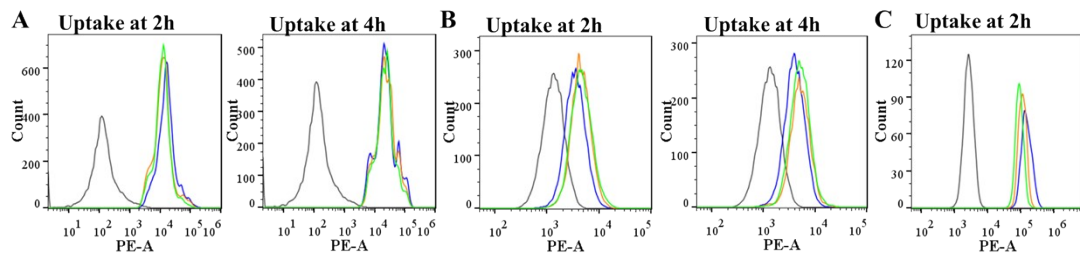 A
Uptake at 2h
Uptake at 4h
B
Uptake at 2h
Uptake at 4h
C
Uptake at 2h
Count
600
400
200
0
10¹ 10² 10³ 10⁴ 10⁵ 10⁶
PE-A
Count
500
400
300
200
100
0
10¹ 10² 10³ 10⁴ 10⁵ 10⁶
PE-A
Count
300
200
100
0
10² 10³ 10⁴ 10⁵
PE-A
Count
300
200
100
0
10² 10³ 10⁴ 10⁵
PE-A
Count
120
90
60
30
0
10² 10³ 10⁴ 10⁵ 10⁶
PE-A